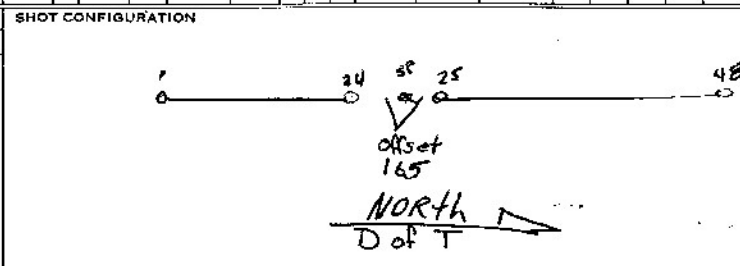 SHOT CONFIGURATION
1 24 SP 25 48
offset
165
NORth
D of T